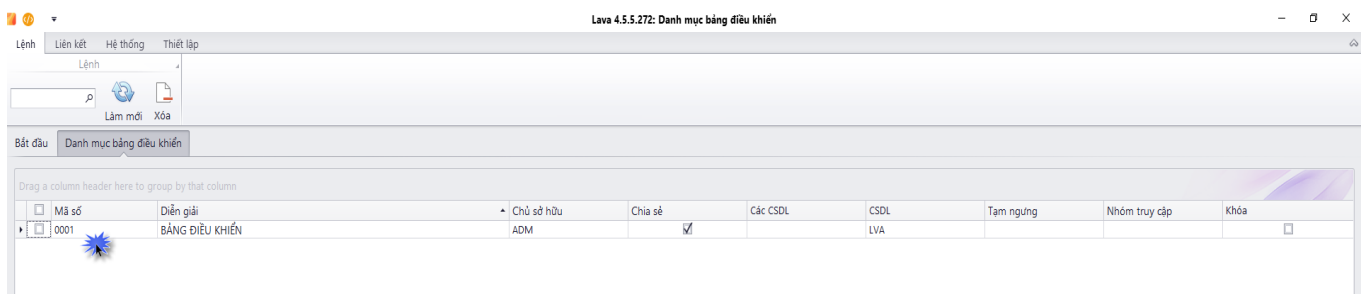 Lava 4.5.5.272: Danh mục bảng điều khiển
Lệnh Liên kết Hệ thống Thiết lập
Lệnh
Làm mới Xóa
Bắt đầu Danh mục bảng điều khiển
Drag a column header here to group by that column
Mã số Diễn giải Chủ sở hữu Chia sẻ Các CSDL CSDL Tạm ngưng Nhóm truy cập Khóa
0001 BẢNG ĐIỀU KHIỂN ADM LVA